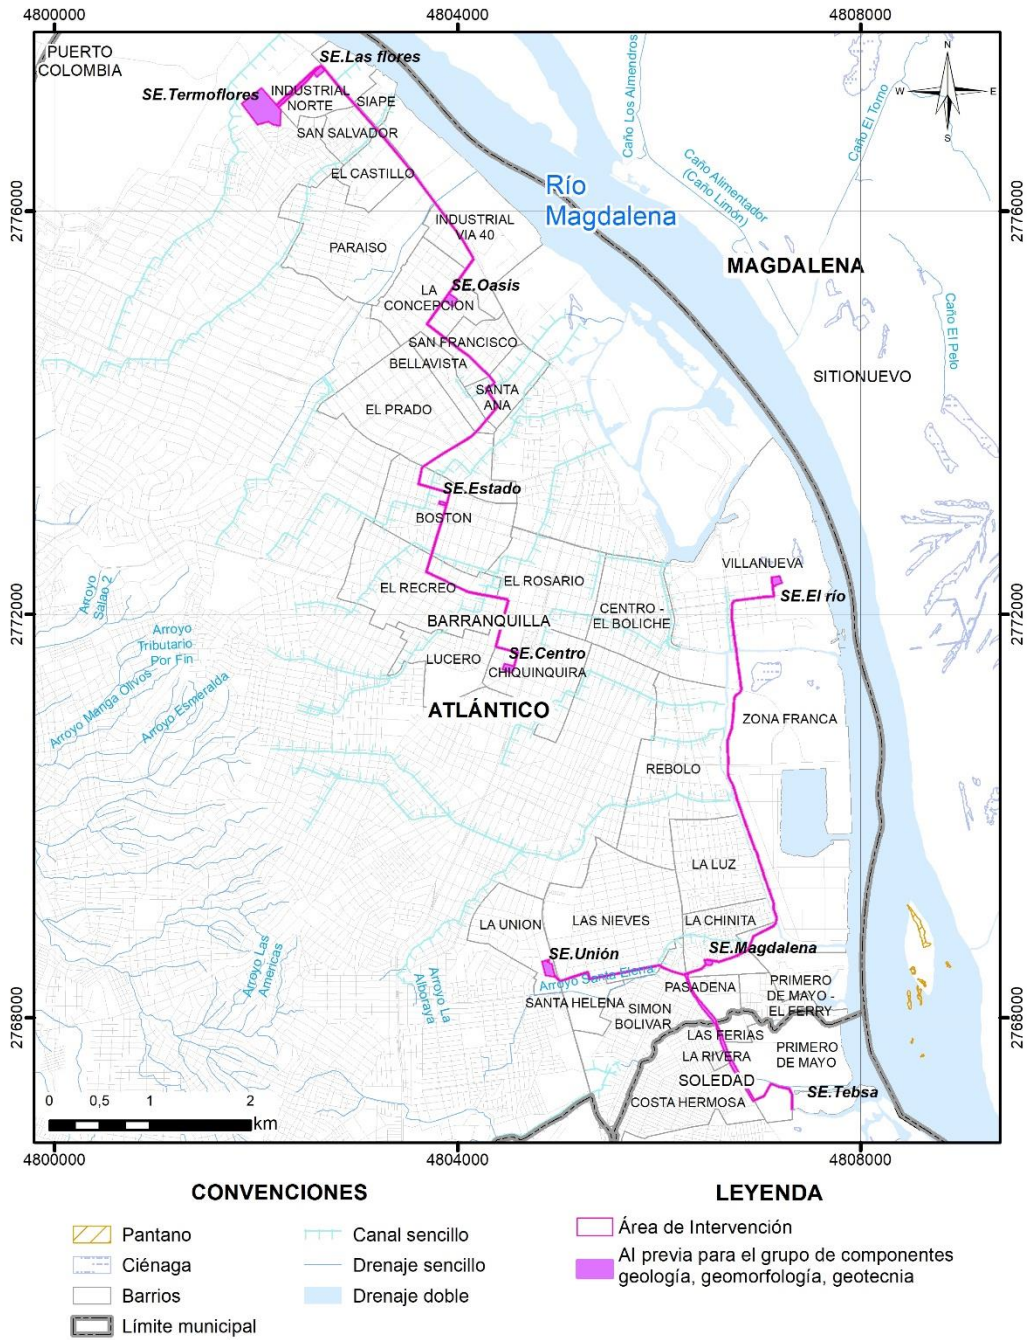 4800000
4804000
4808000
PUERTO
COLOMBIA
SE.Las flores
SE.Termoflores
INDUSTRIAL
NORTE
SIAPE
SAN SALVADOR
EL CASTILLO
N
W
E
S
Caño Los Almendros
Caño El Torno
Caño Alimentador
(Caño Limón)
Río
Magdalena
2776000
2776000
INDUSTRIAL
VIA 40
PARAISO
MAGDALENA
SE.Oasis
LA
CONCEPCION
Caño El Pelo
SAN FRANCISCO
BELLAVISTA
SITIONUEVO
SANTA
ANA
EL PRADO
SE.Estado
BOSTON
VILLANUEVA
EL RECREO
EL ROSARIO
SE.El río
CENTRO -
EL BOLICHE
2772000
2772000
BARRANQUILLA
Arroyo
Salao 2
Arroyo
Tributario
Por Fin
LUCERO
SE.Centro
CHIQUINQUIRA
Arroyo Manga Olivos
Arroyo Esmeralda
ATLÁNTICO
ZONA FRANCA
REBOLO
LA LUZ
LA UNION
LAS NIEVES
LA CHINITA
SE.Unión
SE.Magdalena
Arroyo Las
Americas
Arroyo La
Alboraya
Arroyo Santa Elena
PASADENA
PRIMERO
DE MAYO -
EL FERRY
SANTA HELENA
SIMON
BOLIVAR
2768000
2768000
LAS FERIAS
LA RIVERA
PRIMERO
DE MAYO
SOLEDAD
SE.Tebsa
COSTA HERMOSA
0 0,5 1 2
km
4800000
4804000
4808000
CONVENCIONES
Pantano
Ciénaga
Barrios
Límite municipal
Canal sencillo
Drenaje sencillo
Drenaje doble
LEYENDA
Área de Intervención
AI previa para el grupo de componentes
geología, geomorfología, geotecnia